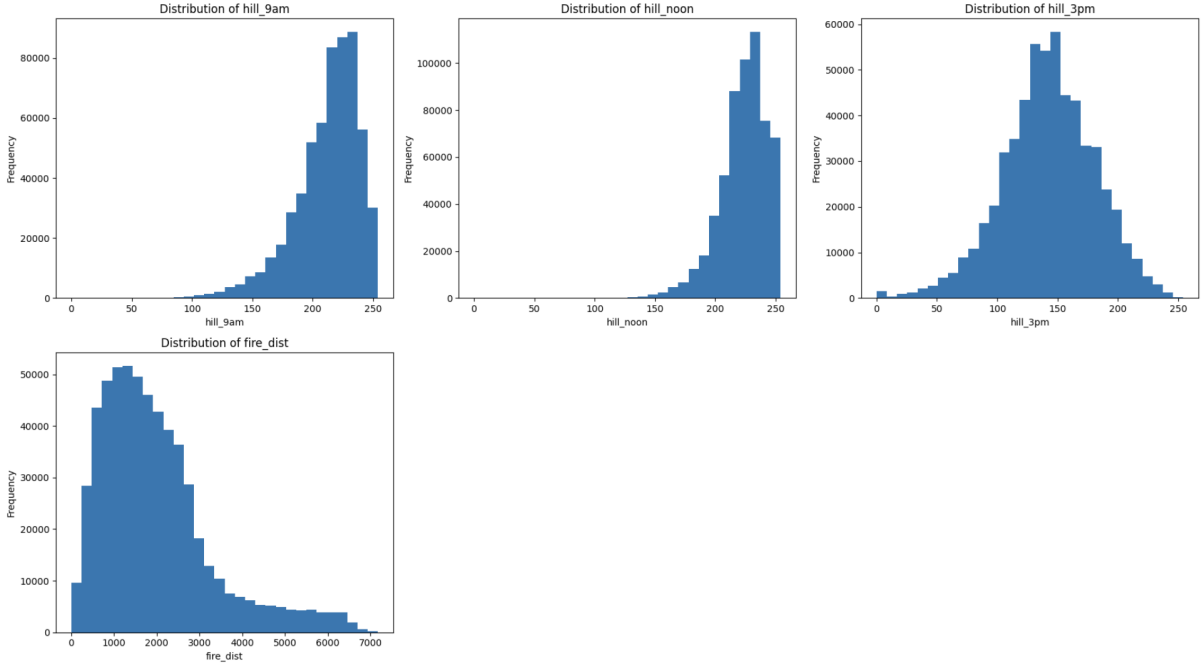 Distribution of hill_9am
Frequency
80000
60000
40000
20000
0
0 50 100 150 200 250
hill_9am
Distribution of hill_noon
Frequency
100000
80000
60000
40000
20000
0
0 50 100 150 200 250
hill_noon
Distribution of hill_3pm
Frequency
60000
50000
40000
30000
20000
10000
0
0 50 100 150 200 250
hill_3pm
Distribution of fire_dist
Frequency
50000
40000
30000
20000
10000
0
0 1000 2000 3000 4000 5000 6000 7000
fire_dist